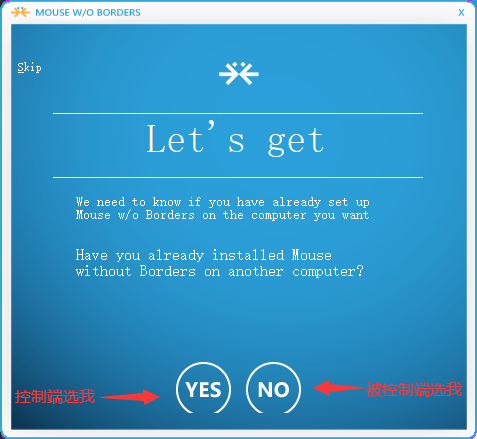 MOUSE W/O BORDERS X
Skip
Let's get
We need to know if you have already set up
Mouse w/o Borders on the computer you want
Have you already installed Mouse
without Borders on another computer?
YES NO
控制端选我 被控制端选我